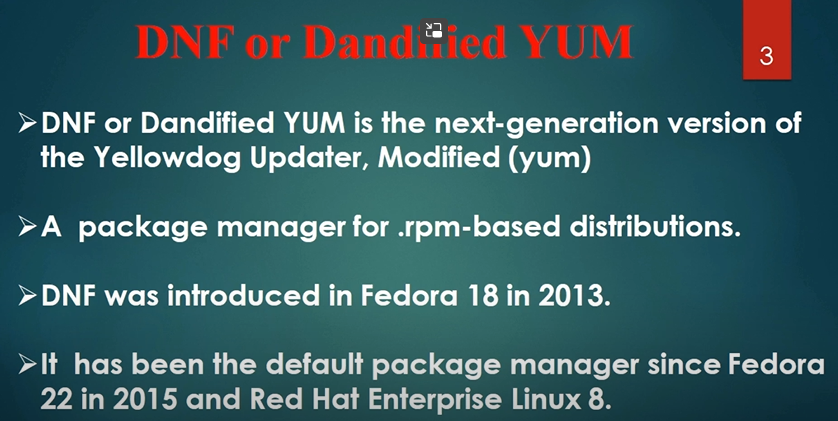 DNF or Dandified YUM
3
➢DNF or Dandified YUM is the next-generation version of
the Yellowdog Updater, Modified (yum)
➢A package manager for .rpm-based distributions.
➢DNF was introduced in Fedora 18 in 2013.
➢It has been the default package manager since Fedora
22 in 2015 and Red Hat Enterprise Linux 8.